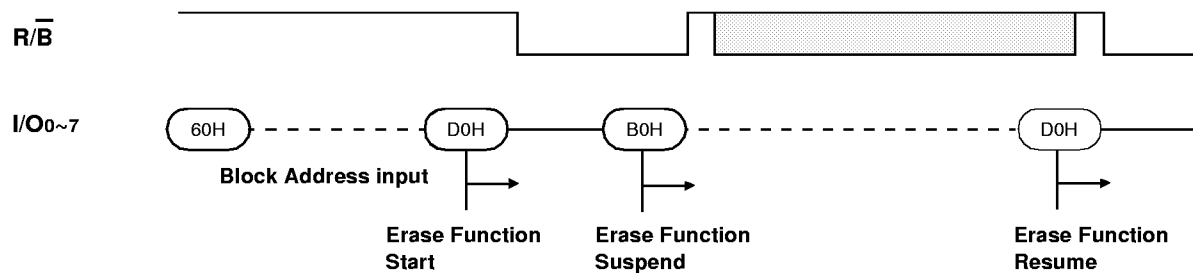 R/B̅
I/O0~7
60H
D0H
B0H
D0H
Block Address input
Erase Function
Start
Erase Function
Suspend
Erase Function
Resume